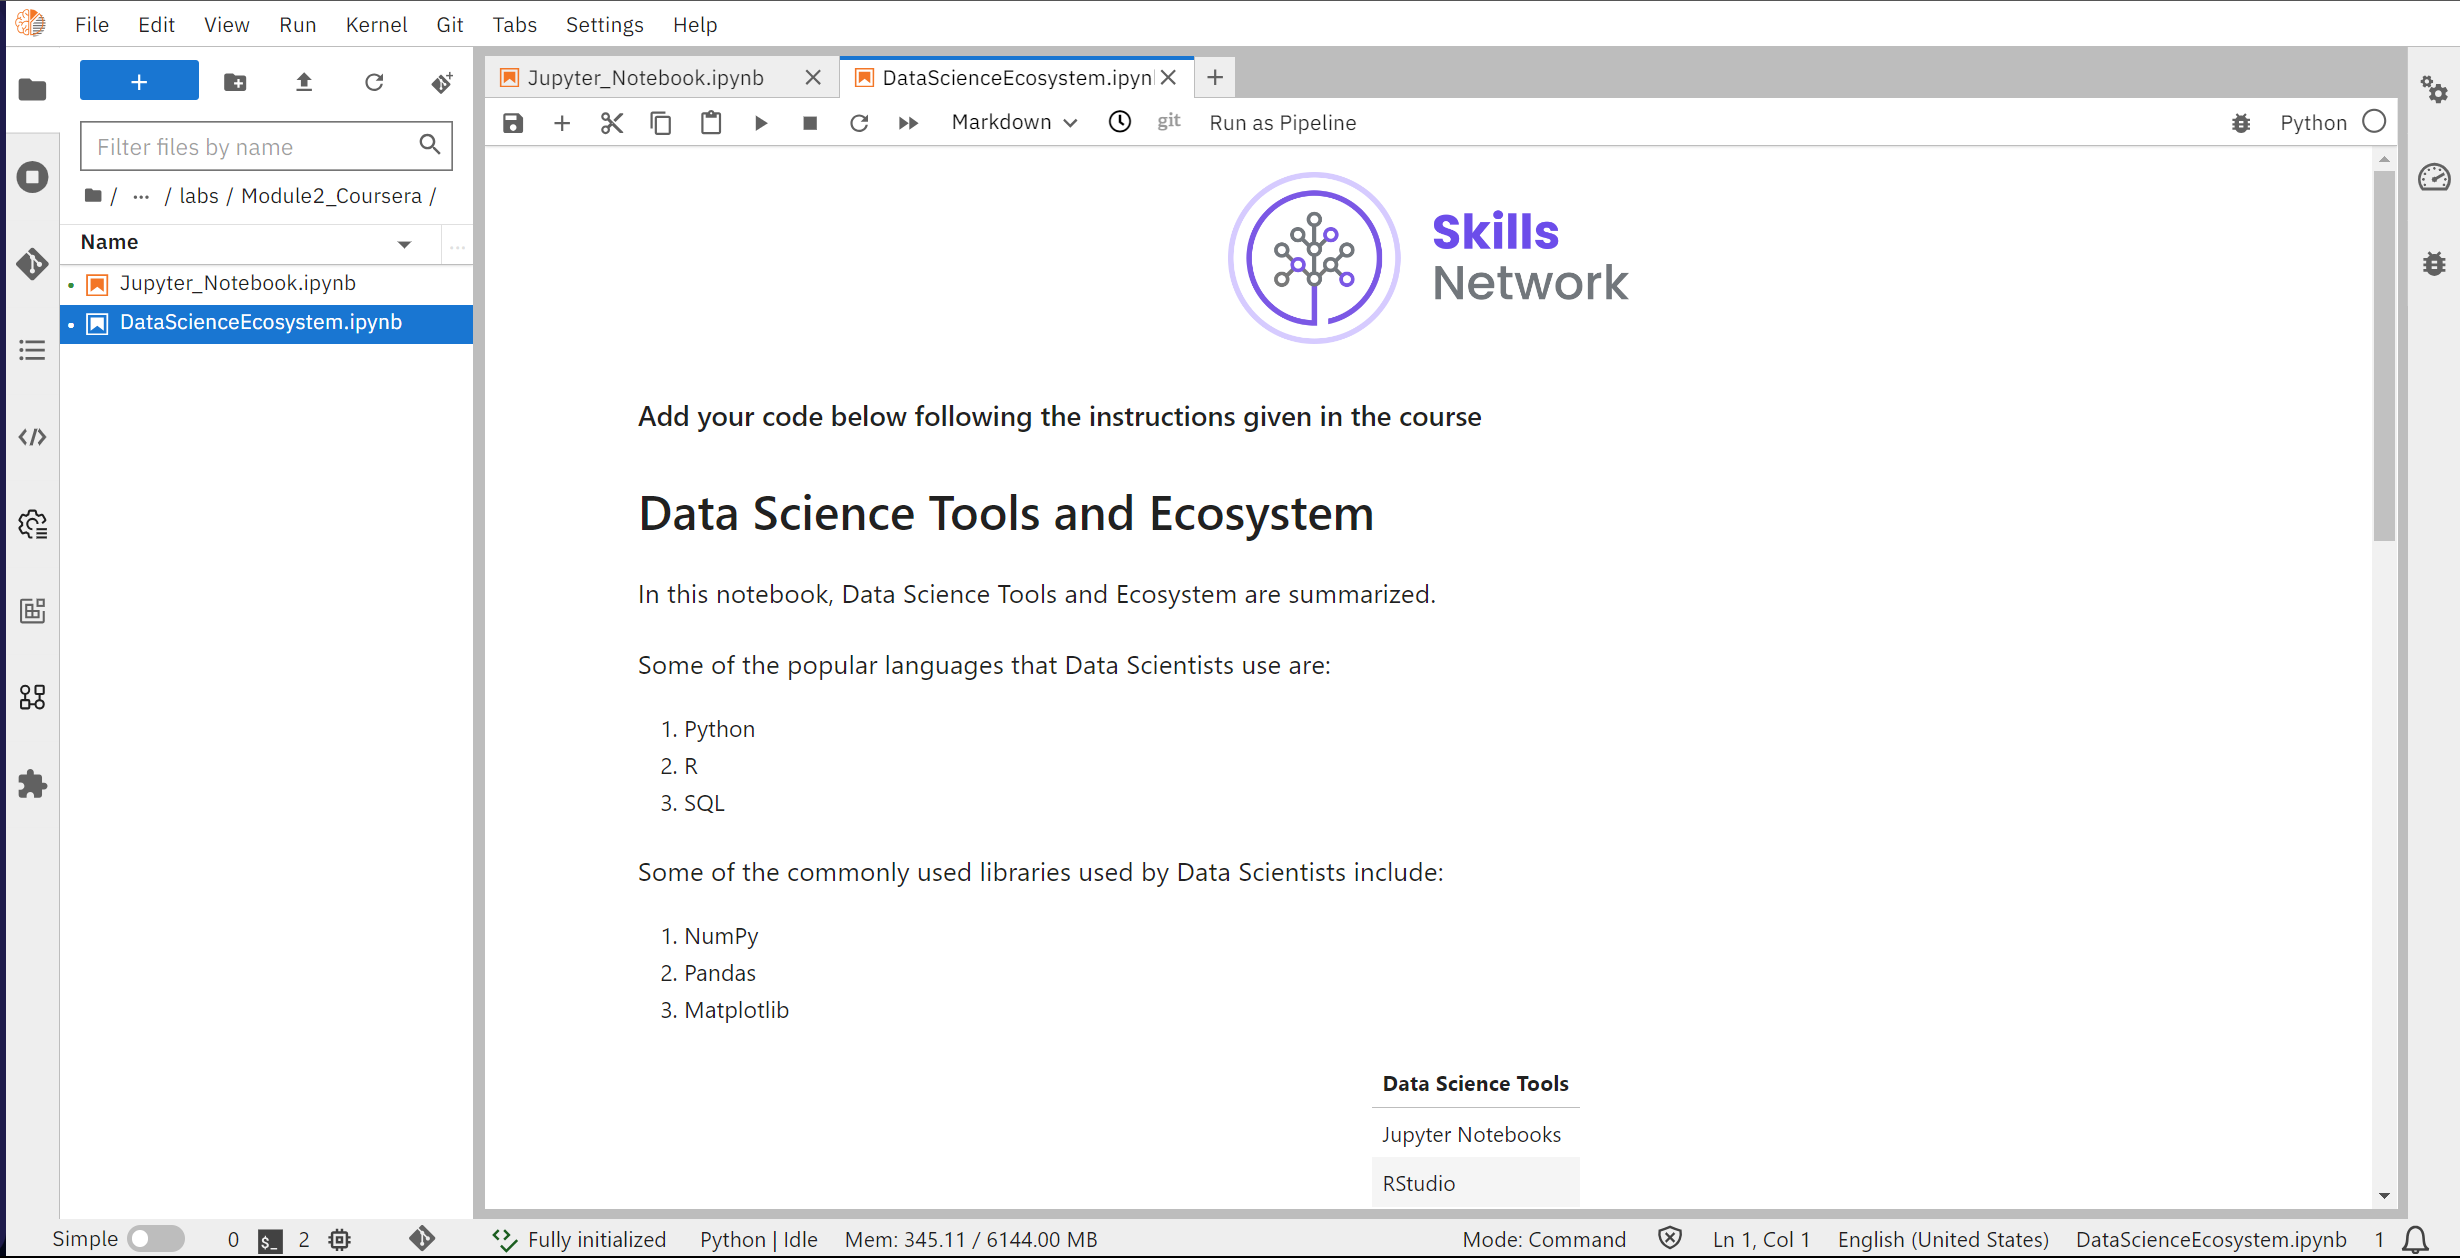 File Edit View Run Kernel Git Tabs Settings Help
Filter files by name
/ ... / labs / Module2_Coursera /
Name
Jupyter_Notebook.ipynb
DataScienceEcosystem.ipynb
Jupyter_Notebook.ipynb
DataScienceEcosystem.ipyn
Markdown
git
Run as Pipeline
Python
Skills
Network
Add your code below following the instructions given in the course
Data Science Tools and Ecosystem
In this notebook, Data Science Tools and Ecosystem are summarized.
Some of the popular languages that Data Scientists use are:
1. Python
2. R
3. SQL
Some of the commonly used libraries used by Data Scientists include:
1. NumPy
2. Pandas
3. Matplotlib
Data Science Tools
Jupyter Notebooks
RStudio
Simple 0 $_ 2 Fully initialized Python | Idle Mem: 345.11 / 6144.00 MB Mode: Command Ln 1, Col 1 English (United States) DataScienceEcosystem.ipynb 1